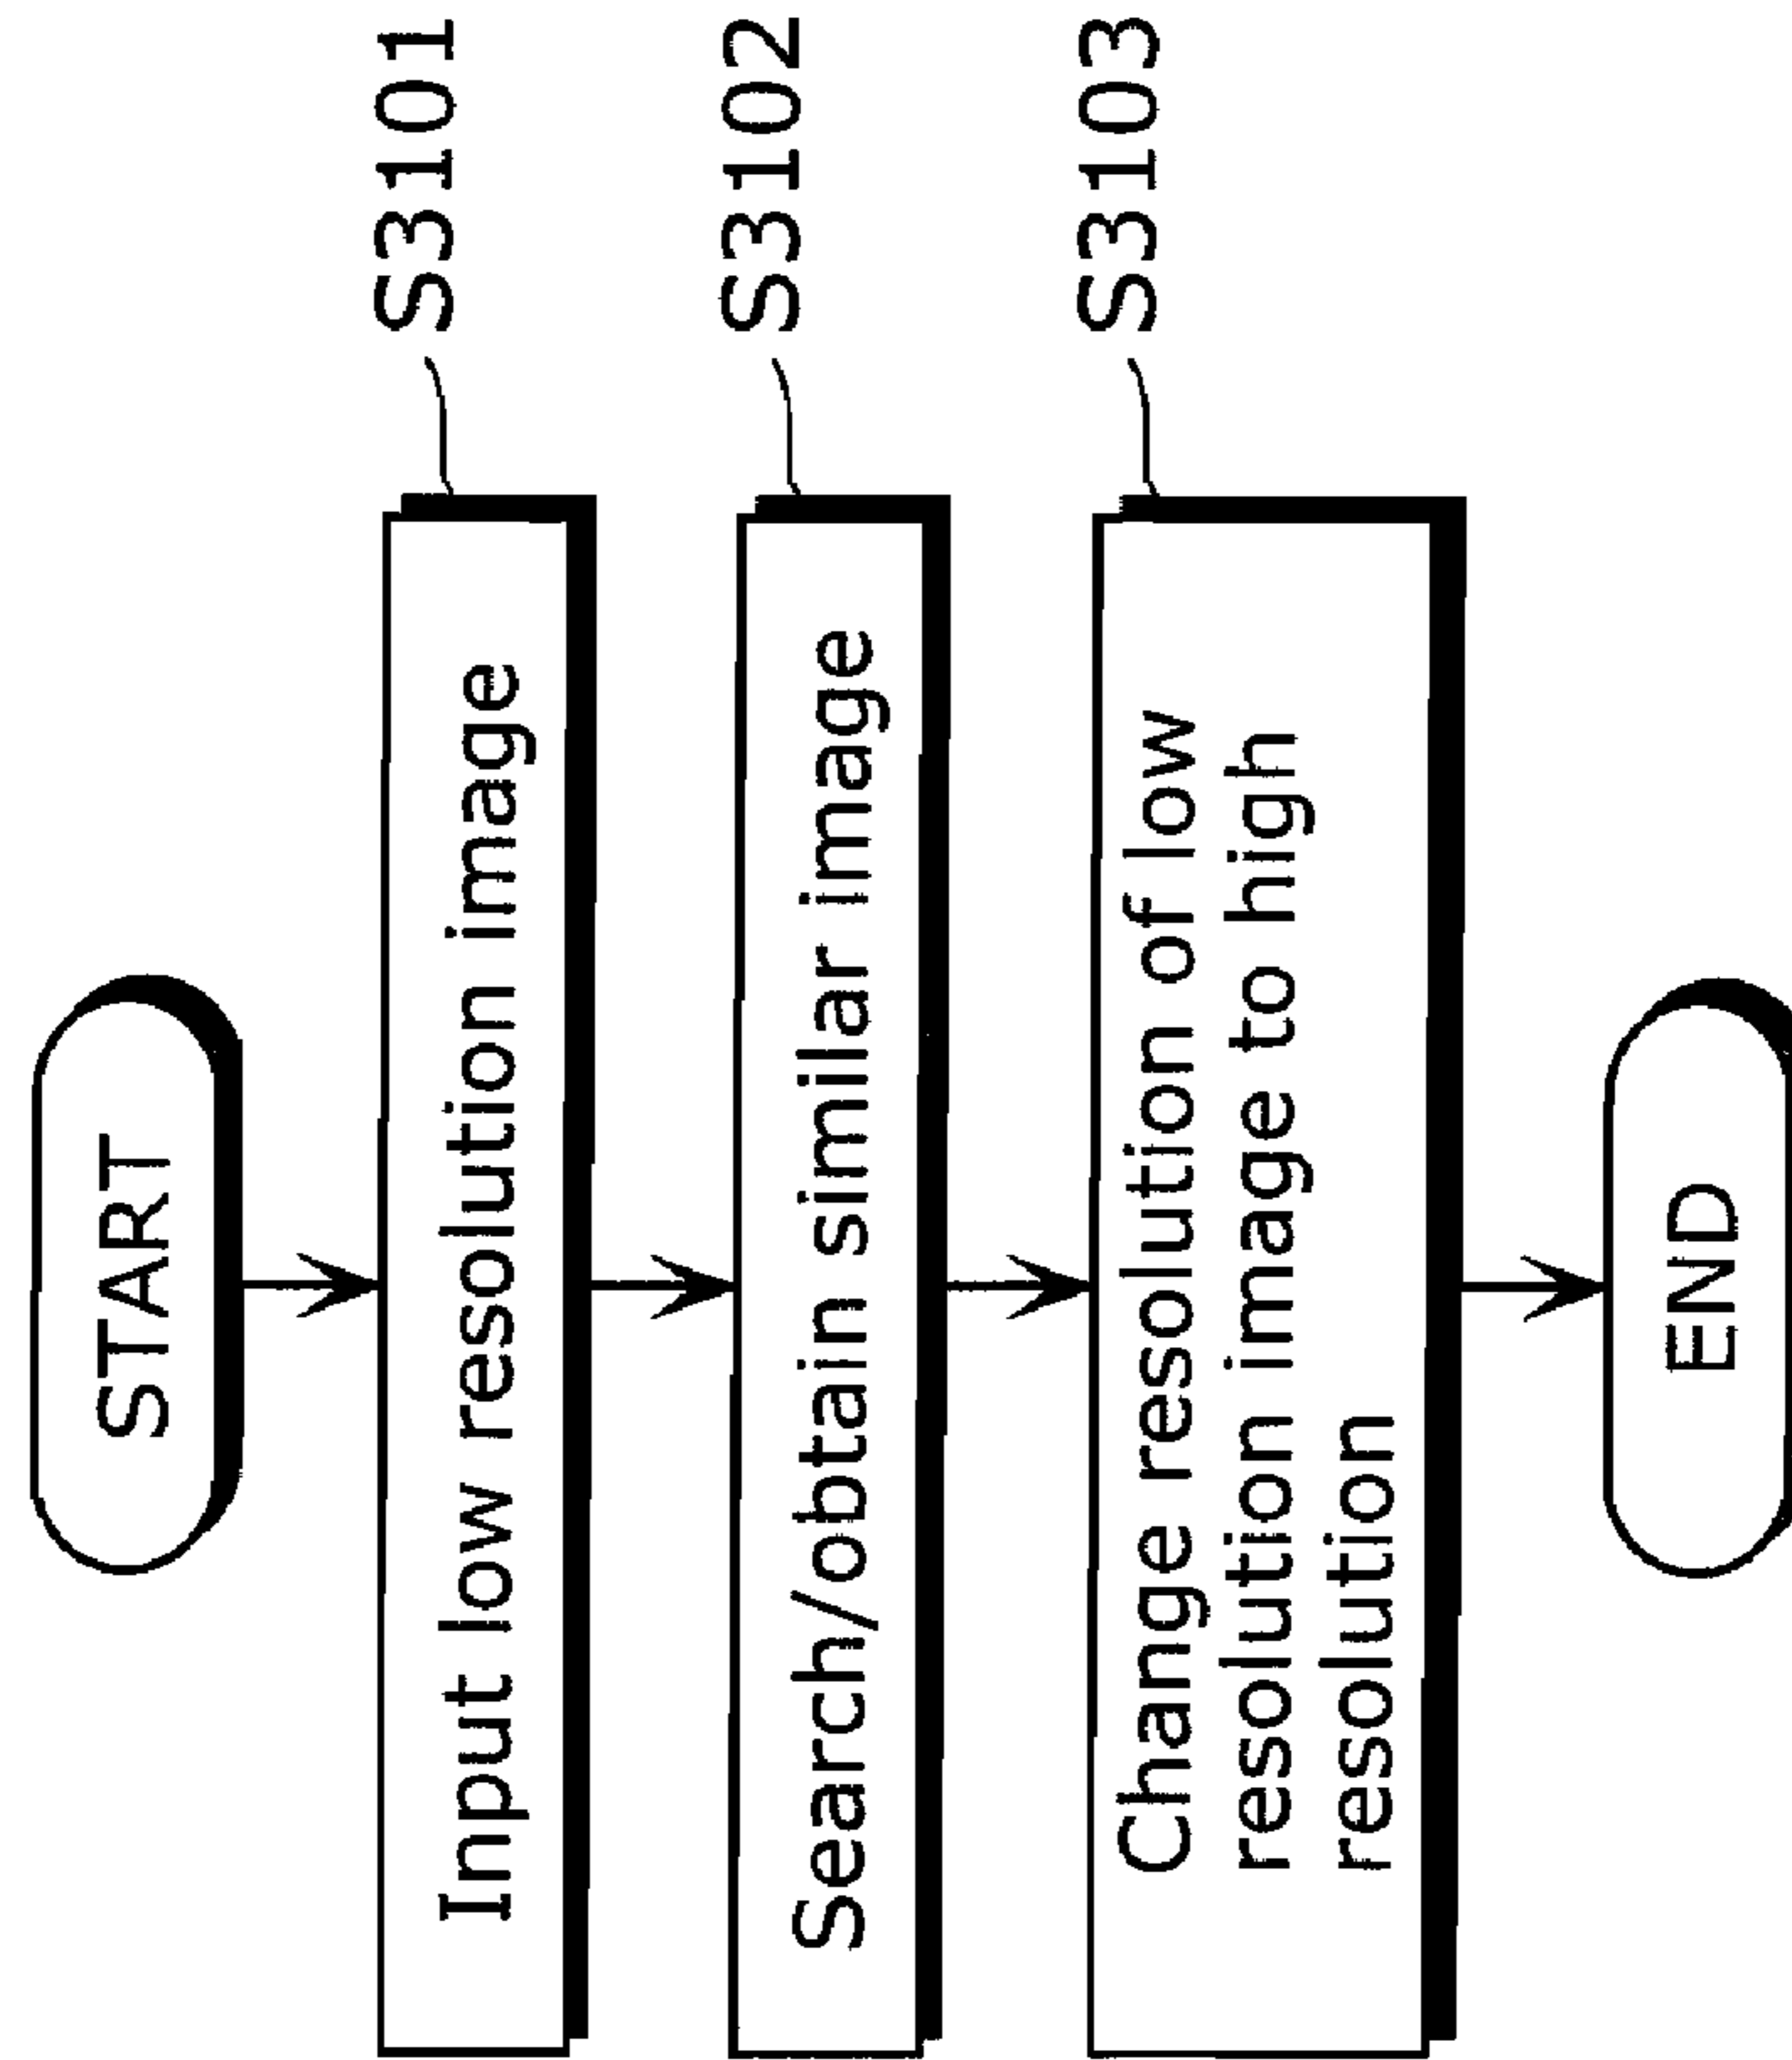 START
Input low resolution image
S3101
Search/obtain similar image
S3102
Change resolution of low
resolution image to high
resolution
S3103
END